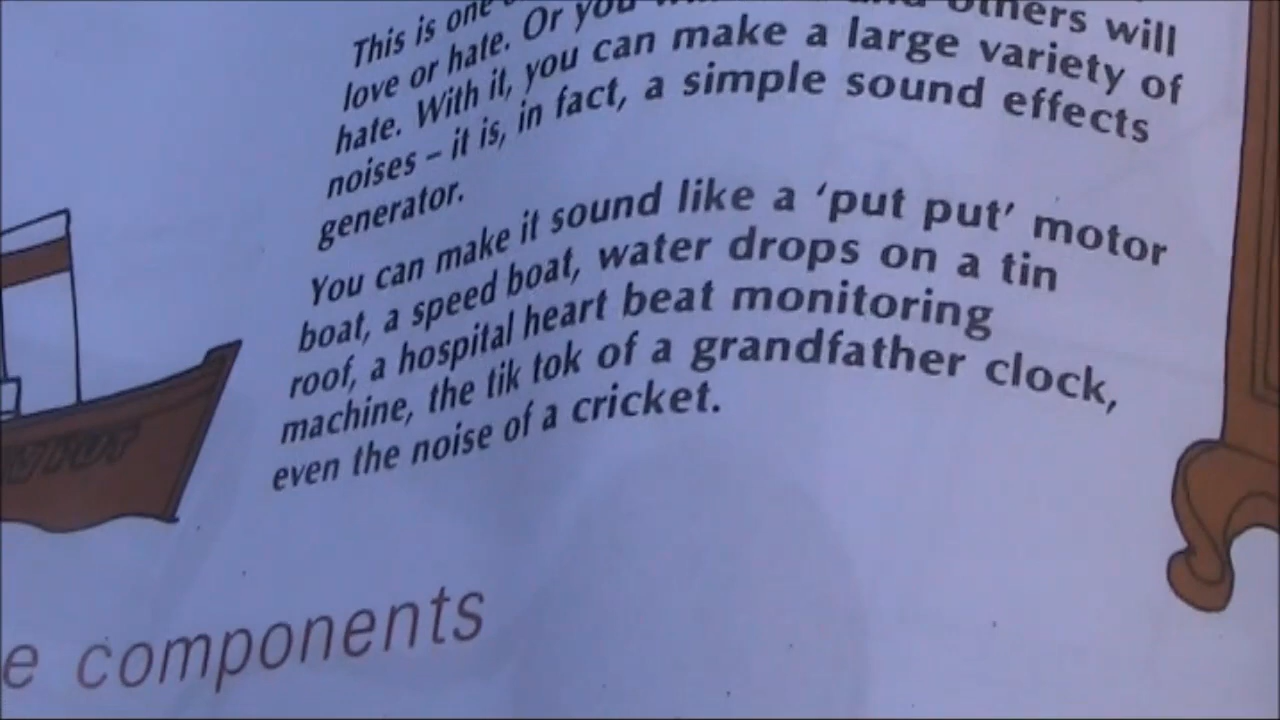 This is one
love or hate. Or you others will
hate. With it, you can make a large variety of
noises – it is, in fact, a simple sound effects
generator.
You can make it sound like a ‘put put’ motor
boat, a speed boat, water drops on a tin
roof, a hospital heart beat monitoring
machine, the tik tok of a grandfather clock,
even the noise of a cricket.
PUT
e components